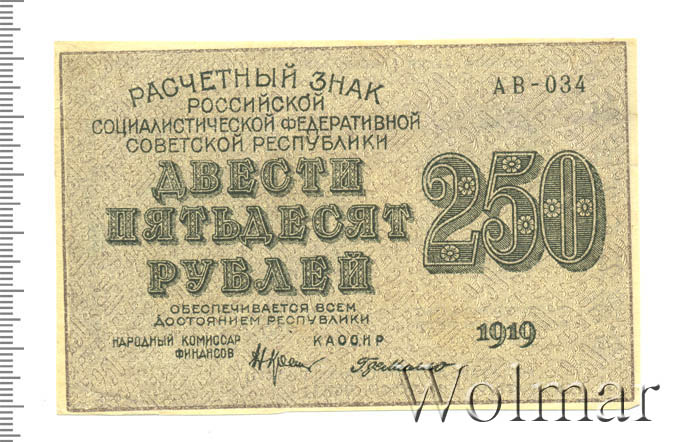 РАСЧЕТНЫЙ ЗНАК
РОССИЙСКОЙ
СОЦИАЛИСТИЧЕСКОЙ ФЕДЕРАТИВНОЙ
СОВЕТСКОЙ РЕСПУБЛИКИ
АВ-034
ДВЕСТИ
ПЯТЬДЕСЯТ
РУБЛЕЙ
250
ОБЕСПЕЧИВАЕТСЯ ВСЕМ
ДОСТОЯНИЕМ РЕСПУБЛИКИ
НАРОДНЫЙ КОМИССАР
ФИНАНСОВ
КАССИР
1919
Wolmar